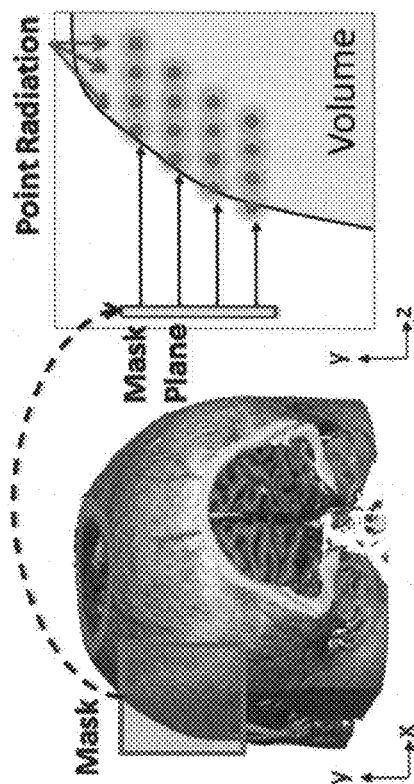 Mask
y
x
Point Radiation
Mask
Plane
Volume
y
z